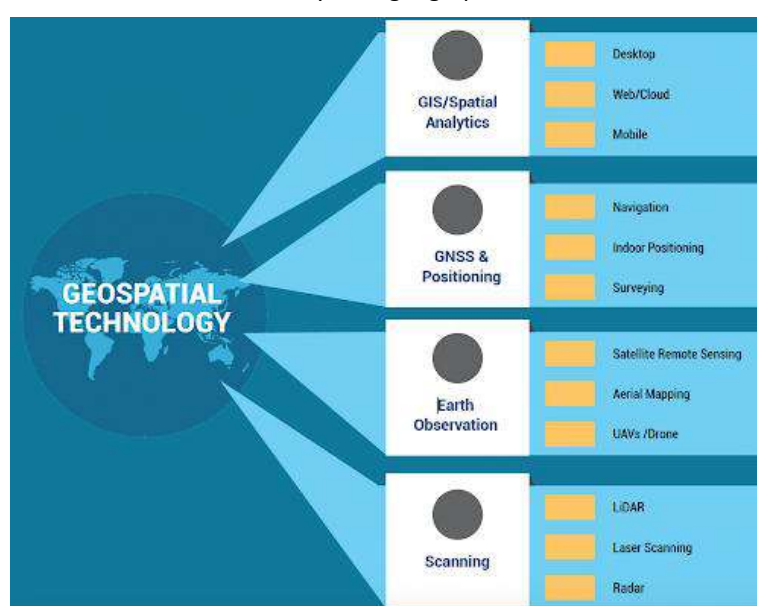 GEOSPATIAL
TECHNOLOGY
GIS/Spatial
Analytics
Desktop
Web/Cloud
Mobile
GNSS &
Positioning
Navigation
Indoor Positioning
Surveying
Earth
Observation
Satellite Remote Sensing
Aerial Mapping
UAVs /Drone
Scanning
LiDAR
Laser Scanning
Radar